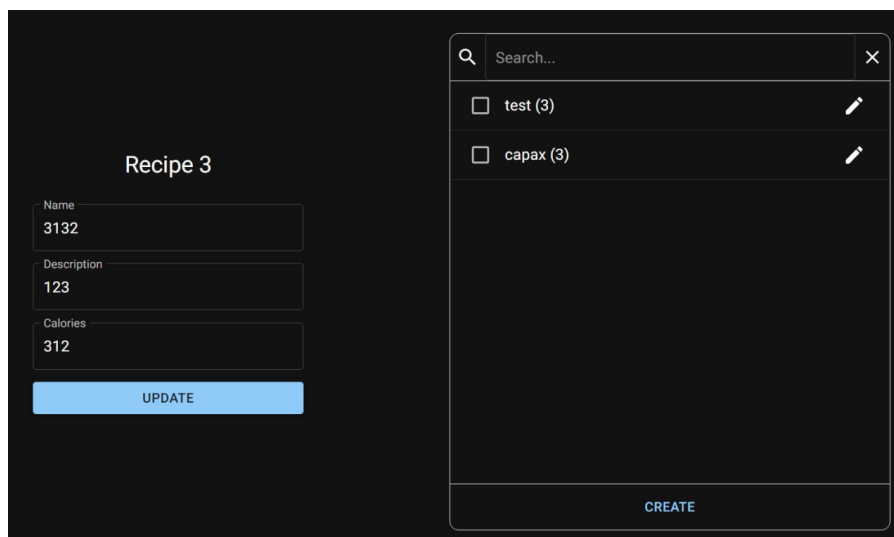 Recipe 3
Name
3132
Description
123
Calories
312
UPDATE
Search...
test (3)
capax (3)
CREATE